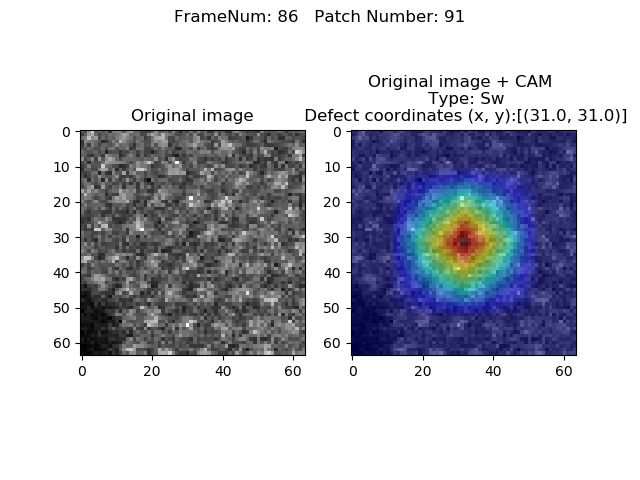 FrameNum: 86   Patch Number: 91
Original image
0
10
20
30
40
50
60
0 20 40 60
Original image + CAM
Type: Sw
Defect coordinates (x, y):[(31.0, 31.0)]
0
10
20
30
40
50
60
0 20 40 60